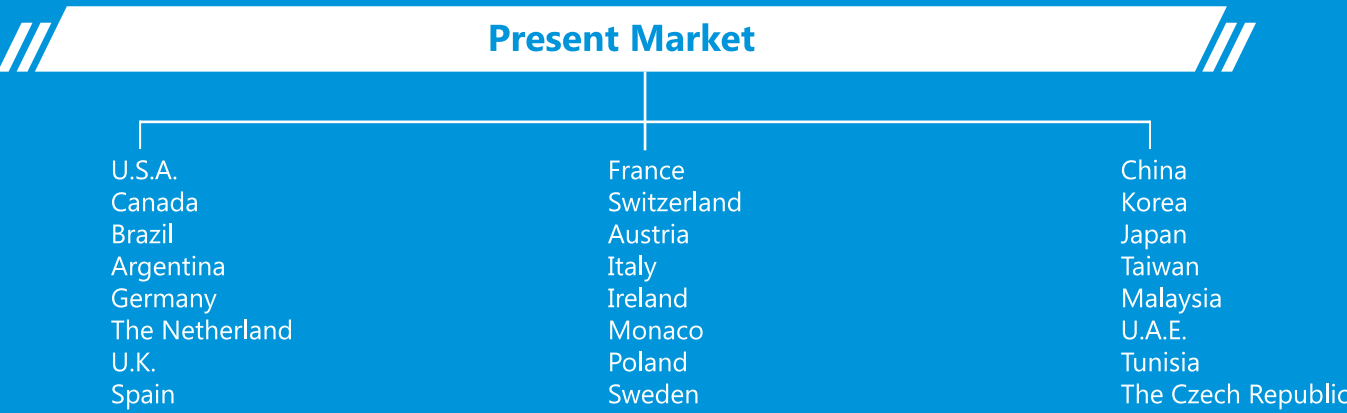 Present Market
U.S.A.
Canada
Brazil
Argentina
Germany
The Netherland
U.K.
Spain
France
Switzerland
Austria
Italy
Ireland
Monaco
Poland
Sweden
China
Korea
Japan
Taiwan
Malaysia
U.A.E.
Tunisia
The Czech Republic